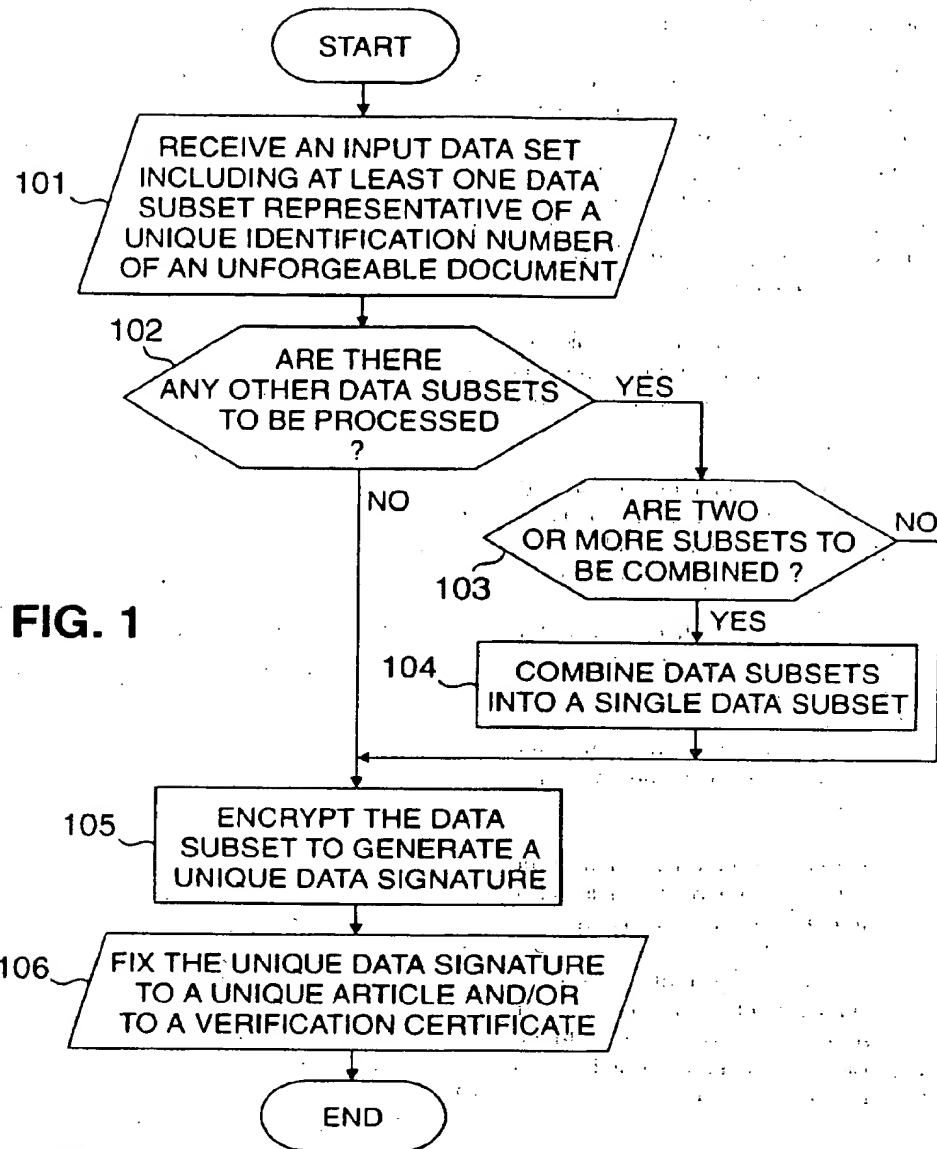 START
101
RECEIVE AN INPUT DATA SET
INCLUDING AT LEAST ONE DATA
SUBSET REPRESENTATIVE OF A
UNIQUE IDENTIFICATION NUMBER
OF AN UNFORGEABLE DOCUMENT
102
ARE THERE
ANY OTHER DATA SUBSETS
TO BE PROCESSED
?
YES
NO
103
ARE TWO
OR MORE SUBSETS TO
BE COMBINED ?
NO
YES
FIG. 1
104
COMBINE DATA SUBSETS
INTO A SINGLE DATA SUBSET
105
ENCRYPT THE DATA
SUBSET TO GENERATE A
UNIQUE DATA SIGNATURE
106
FIX THE UNIQUE DATA SIGNATURE
TO A UNIQUE ARTICLE AND/OR
TO A VERIFICATION CERTIFICATE
END